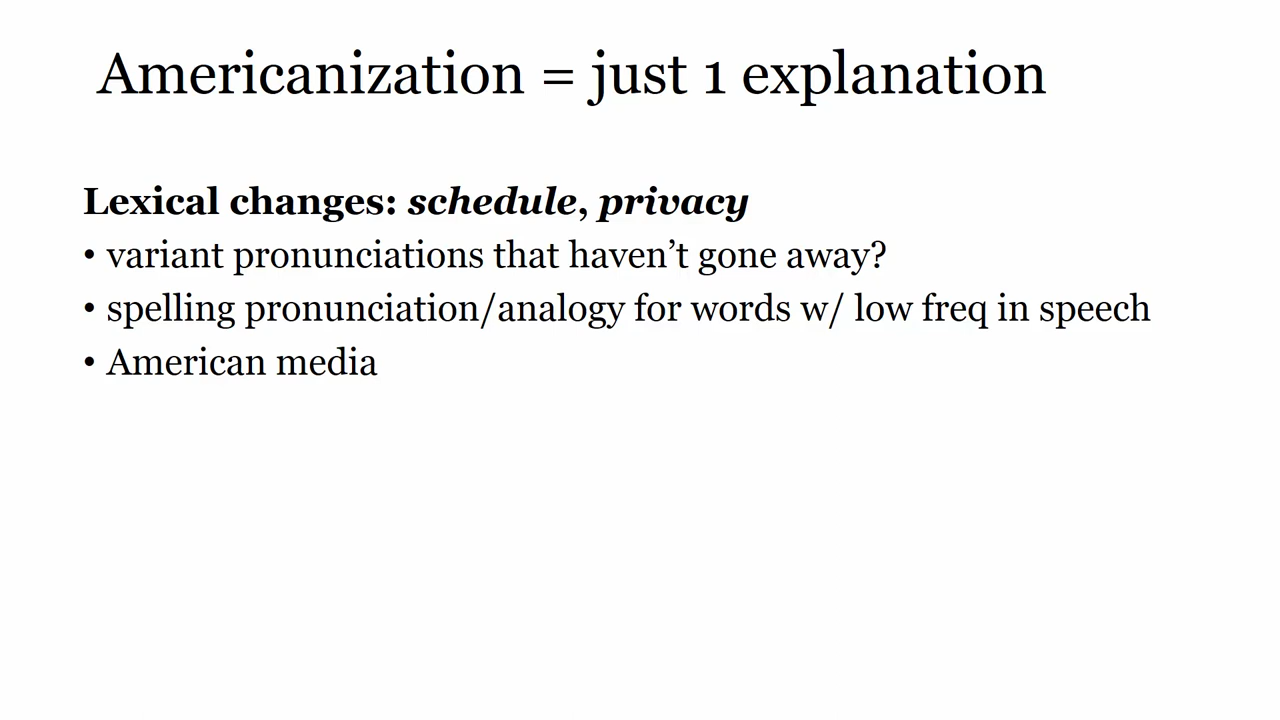 Americanization = just 1 explanation
Lexical changes: schedule, privacy
• variant pronunciations that haven’t gone away?
• spelling pronunciation/analogy for words w/ low freq in speech
• American media